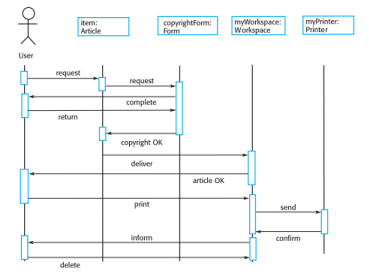 item:
Article
copyrightForm:
Form
myWorkspace:
Workspace
myPrinter:
Printer
User
request
request
complete
return
copyright OK
deliver
article OK
print
send
inform
confirm
delete